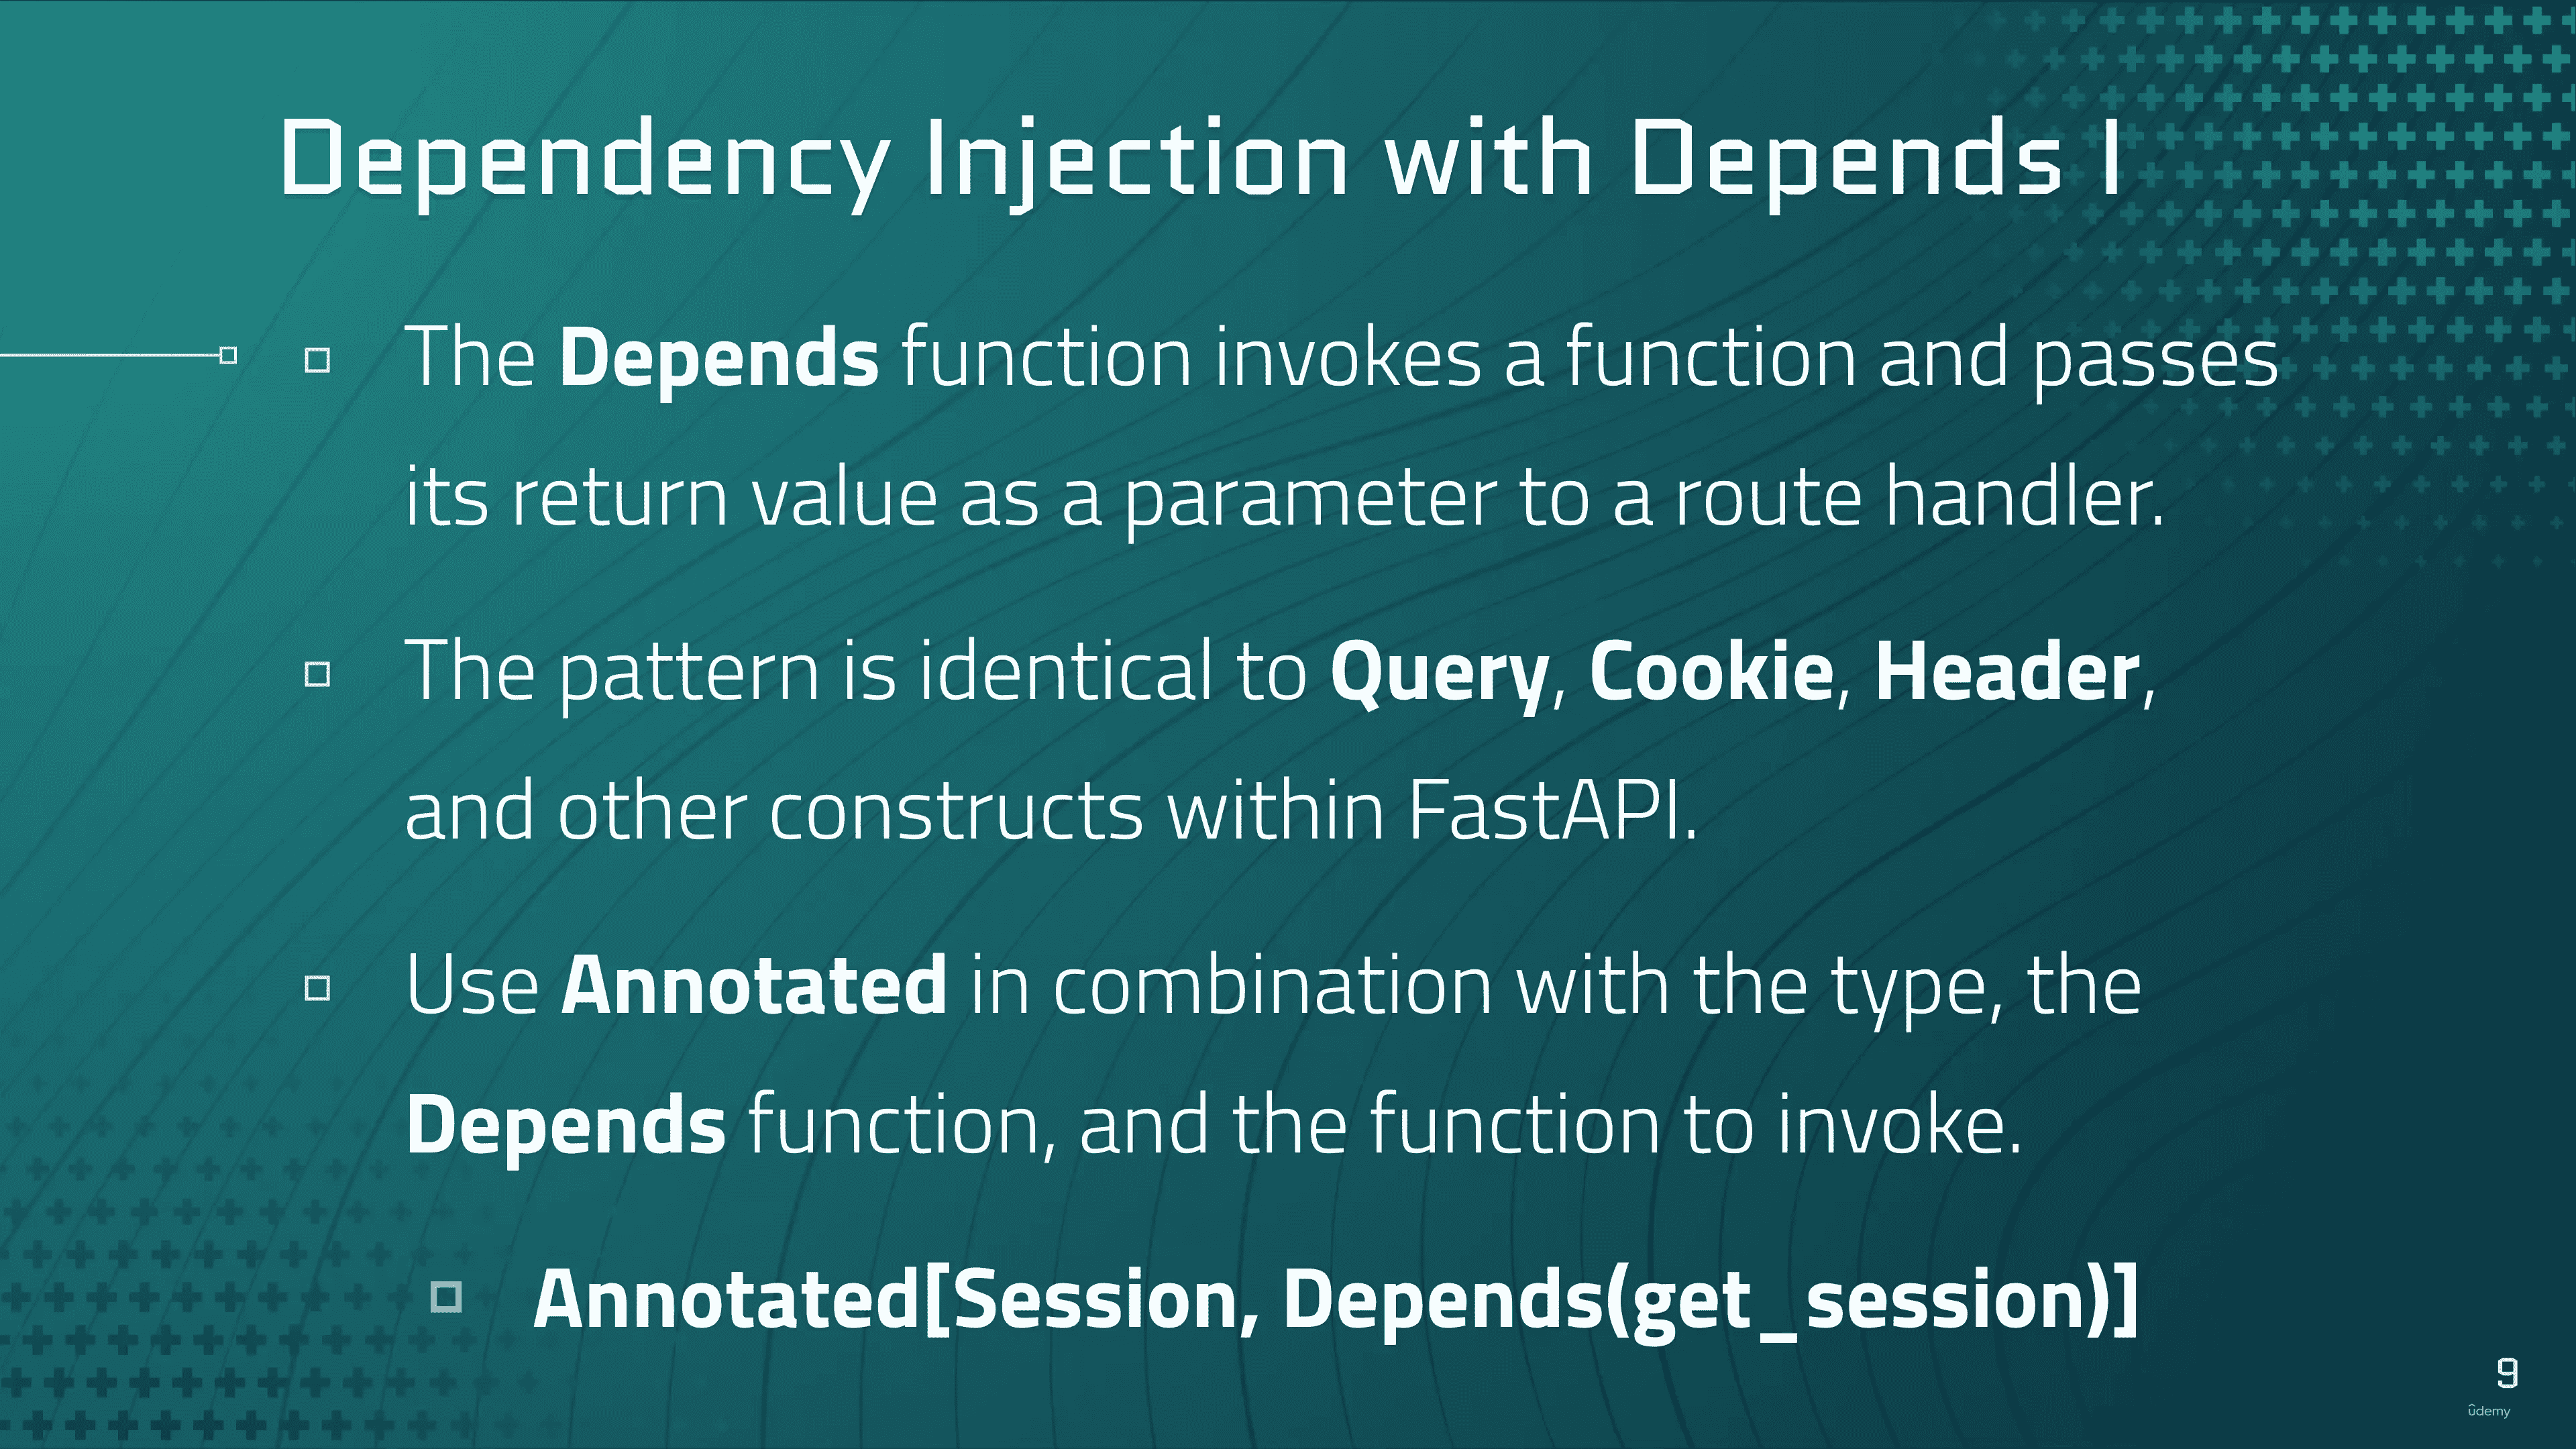 Dependency Injection with Depends I
The Depends function invokes a function and passes
its return value as a parameter to a route handler.
The pattern is identical to Query, Cookie, Header,
and other constructs within FastAPI.
Use Annotated in combination with the type, the
Depends function, and the function to invoke.
Annotated[Session, Depends(get_session)]
9
ûdemy